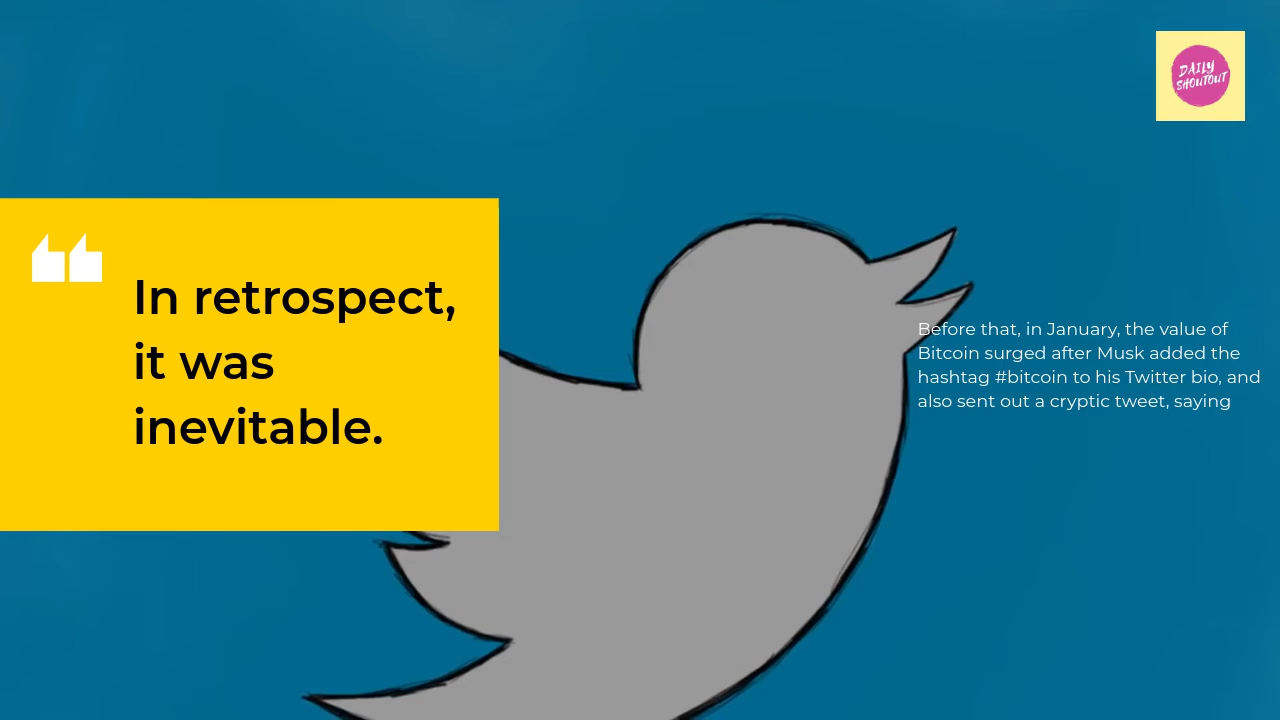 DAILY
SHOUTOUT
In retrospect,
it was
inevitable.
Before that, in January, the value of
Bitcoin surged after Musk added the
hashtag #bitcoin to his Twitter bio, and
also sent out a cryptic tweet, saying